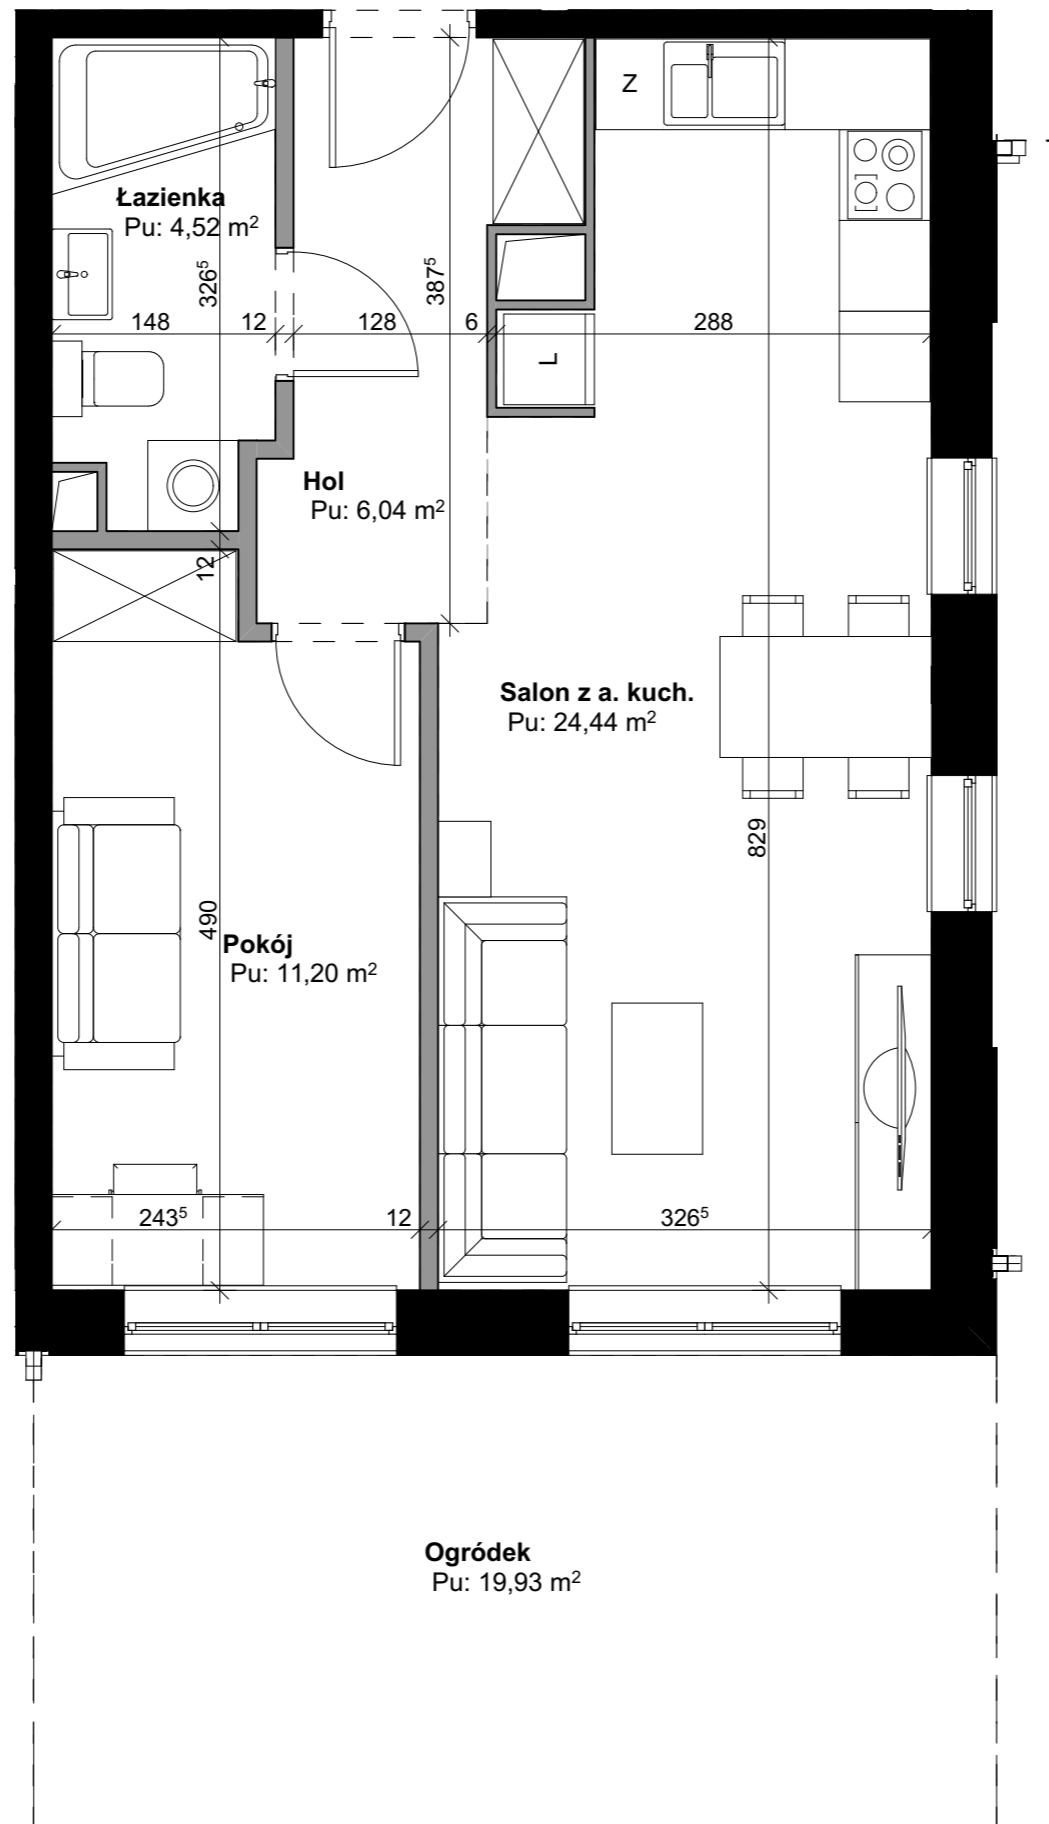 Z
Łazienka
Pu: 4,52 m²
326⁵
387⁵
148
12
128
6
288
L
Hol
Pu: 6,04 m²
12
Salon z a. kuch.
Pu: 24,44 m²
829
490
Pokój
Pu: 11,20 m²
243⁵
12
326⁵
Ogródek
Pu: 19,93 m²